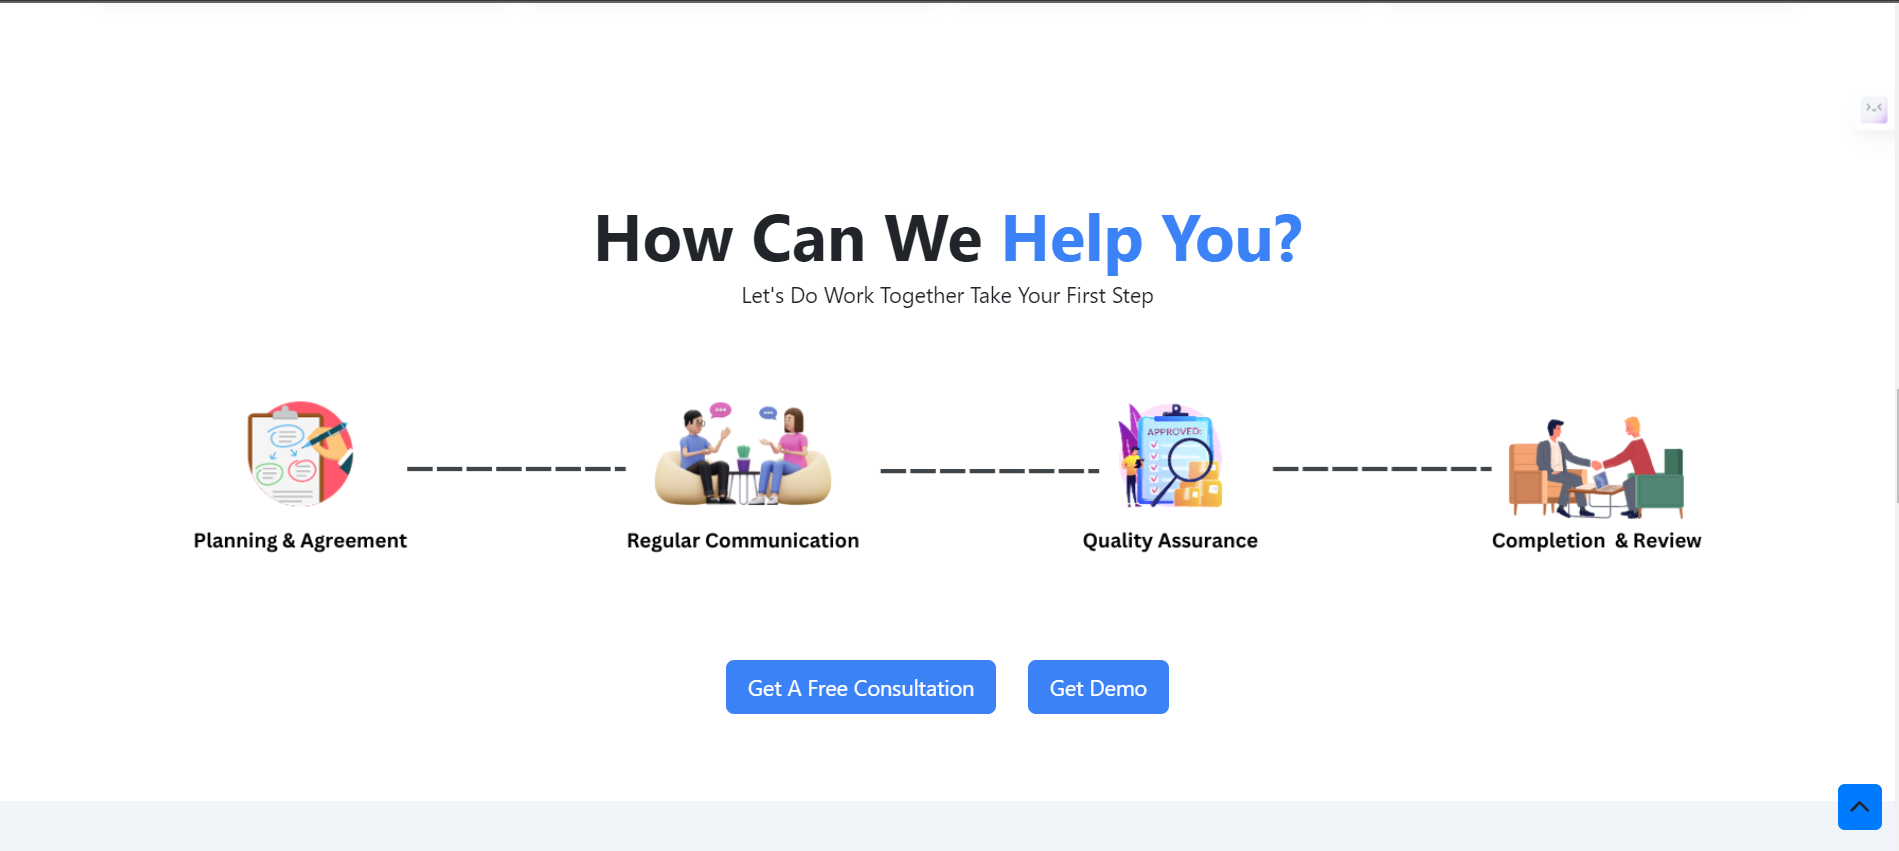 How Can We Help You?
Let's Do Work Together Take Your First Step
APPROVED:
Planning & Agreement
Regular Communication
Quality Assurance
Completion & Review
Get A Free Consultation
Get Demo